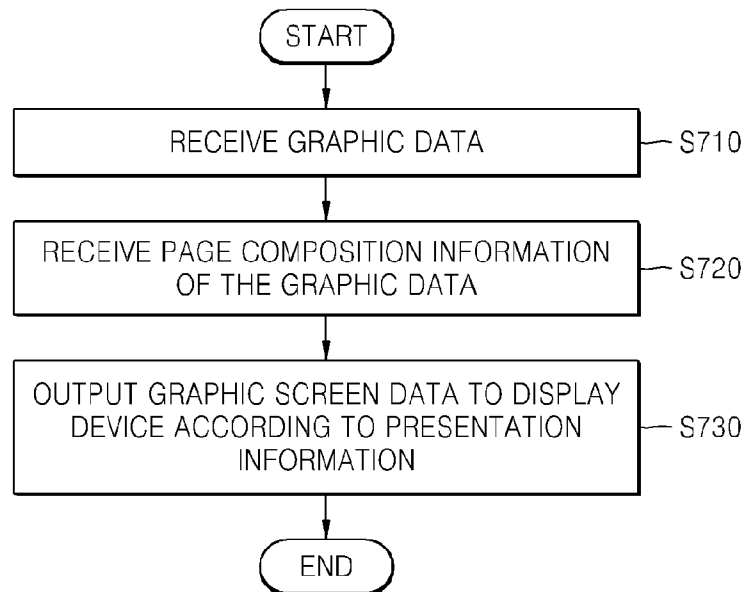 START
RECEIVE GRAPHIC DATA
S710
RECEIVE PAGE COMPOSITION INFORMATION
OF THE GRAPHIC DATA
S720
OUTPUT GRAPHIC SCREEN DATA TO DISPLAY
DEVICE ACCORDING TO PRESENTATION
INFORMATION
S730
END